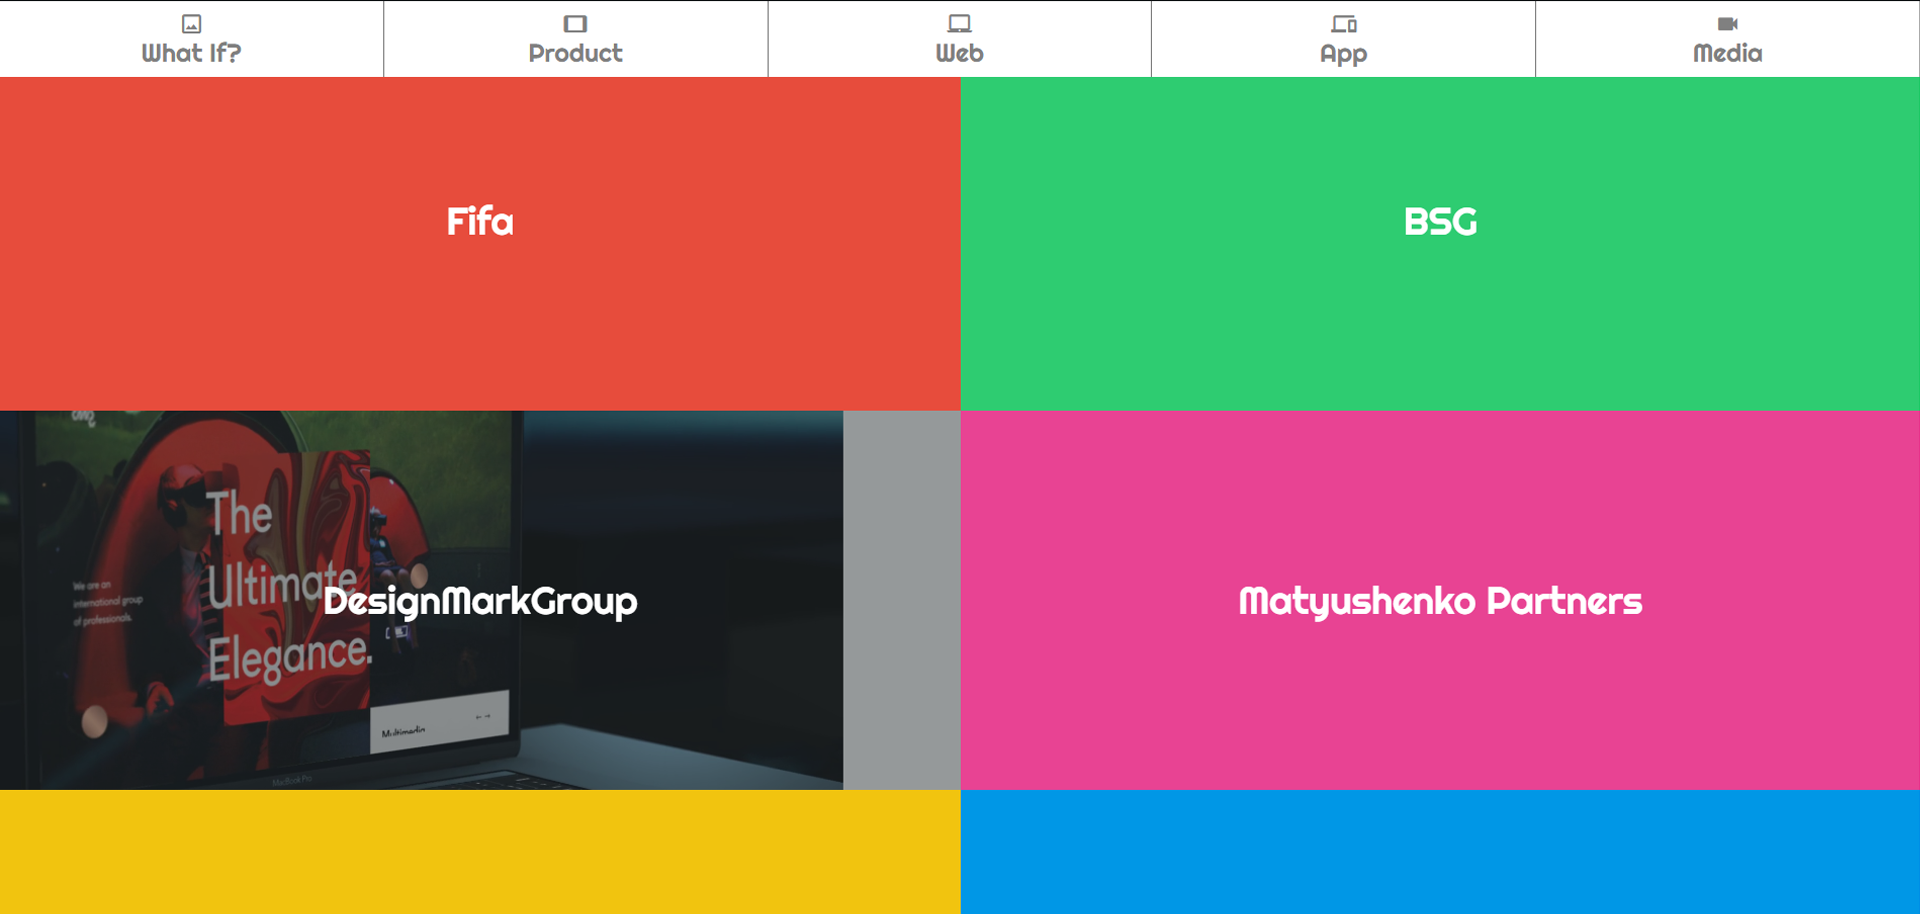 What If?
Product
Web
App
Media
Fifa
BSG
The
Ultimate
Elegance.
We are an
international group
of professionals.
DesignMarkGroup
Multimedia
MacBook Pro
Matyushenko Partners